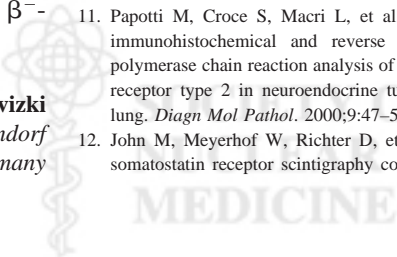 β⁻-
vizki
ndorf
many
11. Papotti M, Croce S, Macri L, et al
immunohistochemical and reverse
polymerase chain reaction analysis of
receptor type 2 in neuroendocrine tu
lung. Diagn Mol Pathol. 2000;9:47–5
12. John M, Meyerhof W, Richter D, et
somatostatin receptor scintigraphy co
MEDICINE